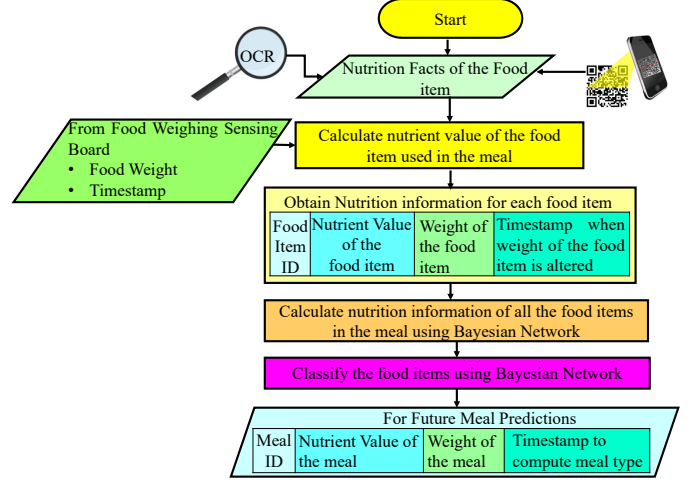 Start
OCR
Nutrition Facts of the Food
item
From Food Weighing Sensing
Board
• Food Weight
• Timestamp
Calculate nutrient value of the food
item used in the meal
Obtain Nutrition information for each food item
Food
Item
ID
Nutrient Value
of the
food item
Weight of
the food
item
Timestamp when
weight of the food
item is altered
Calculate nutrition information of all the food items
in the meal using Bayesian Network
Classify the food items using Bayesian Network
For Future Meal Predictions
Meal
ID
Nutrient Value of
the meal
Weight of
the meal
Timestamp to
compute meal type